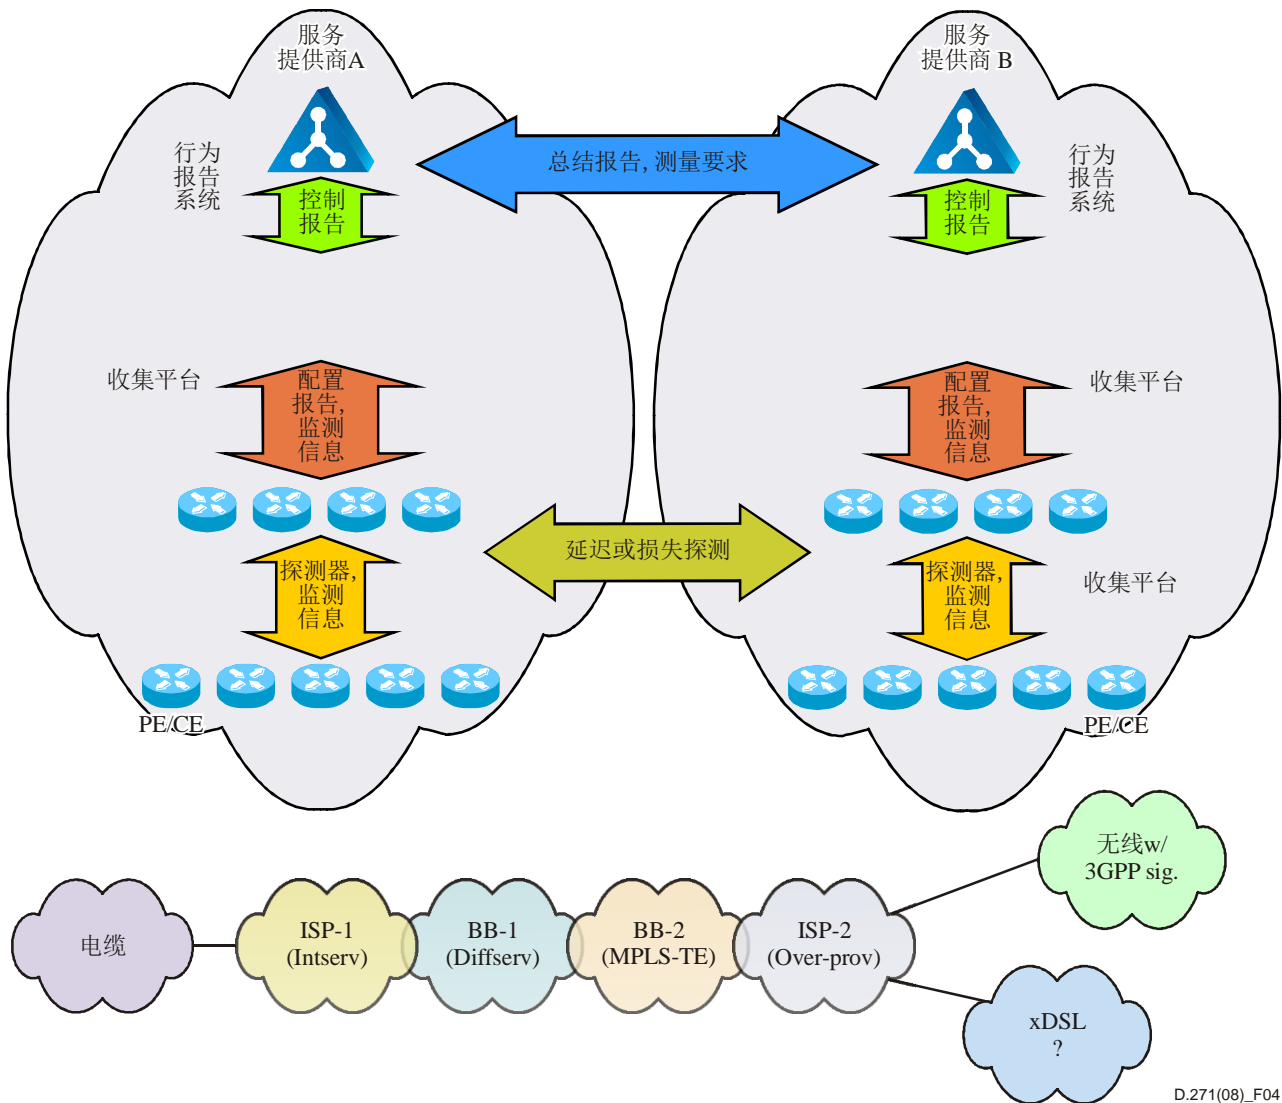 服务
提供商A
服务
提供商 B
行为
报告
系统
总结报告, 测量要求
行为
报告
系统
控制
报告
控制
报告
收集平台
配置
报告,
监测
信息
配置
报告,
监测
信息
收集平台
延迟或损失探测
探测器,
监测
信息
探测器,
监测
信息
收集平台
PE/CE
PE/CE
无线w/
3GPP sig.
电缆
ISP-1
(Intserv)
BB-1
(Diffserv)
BB-2
(MPLS-TE)
ISP-2
(Over-prov)
xDSL
?
D.271(08)_F04